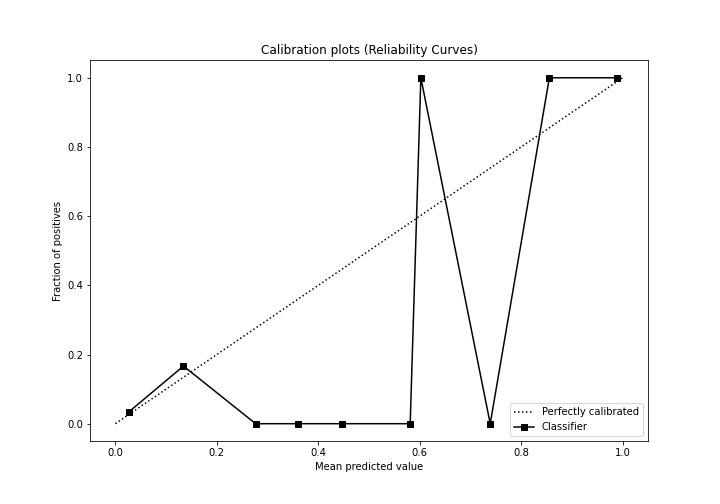 Calibration plots (Reliability Curves)
1.0
0.8
0.6
0.4
0.2
0.0
Fraction of positives
0.0 0.2 0.4 0.6 0.8 1.0
Mean predicted value
Perfectly calibrated
Classifier